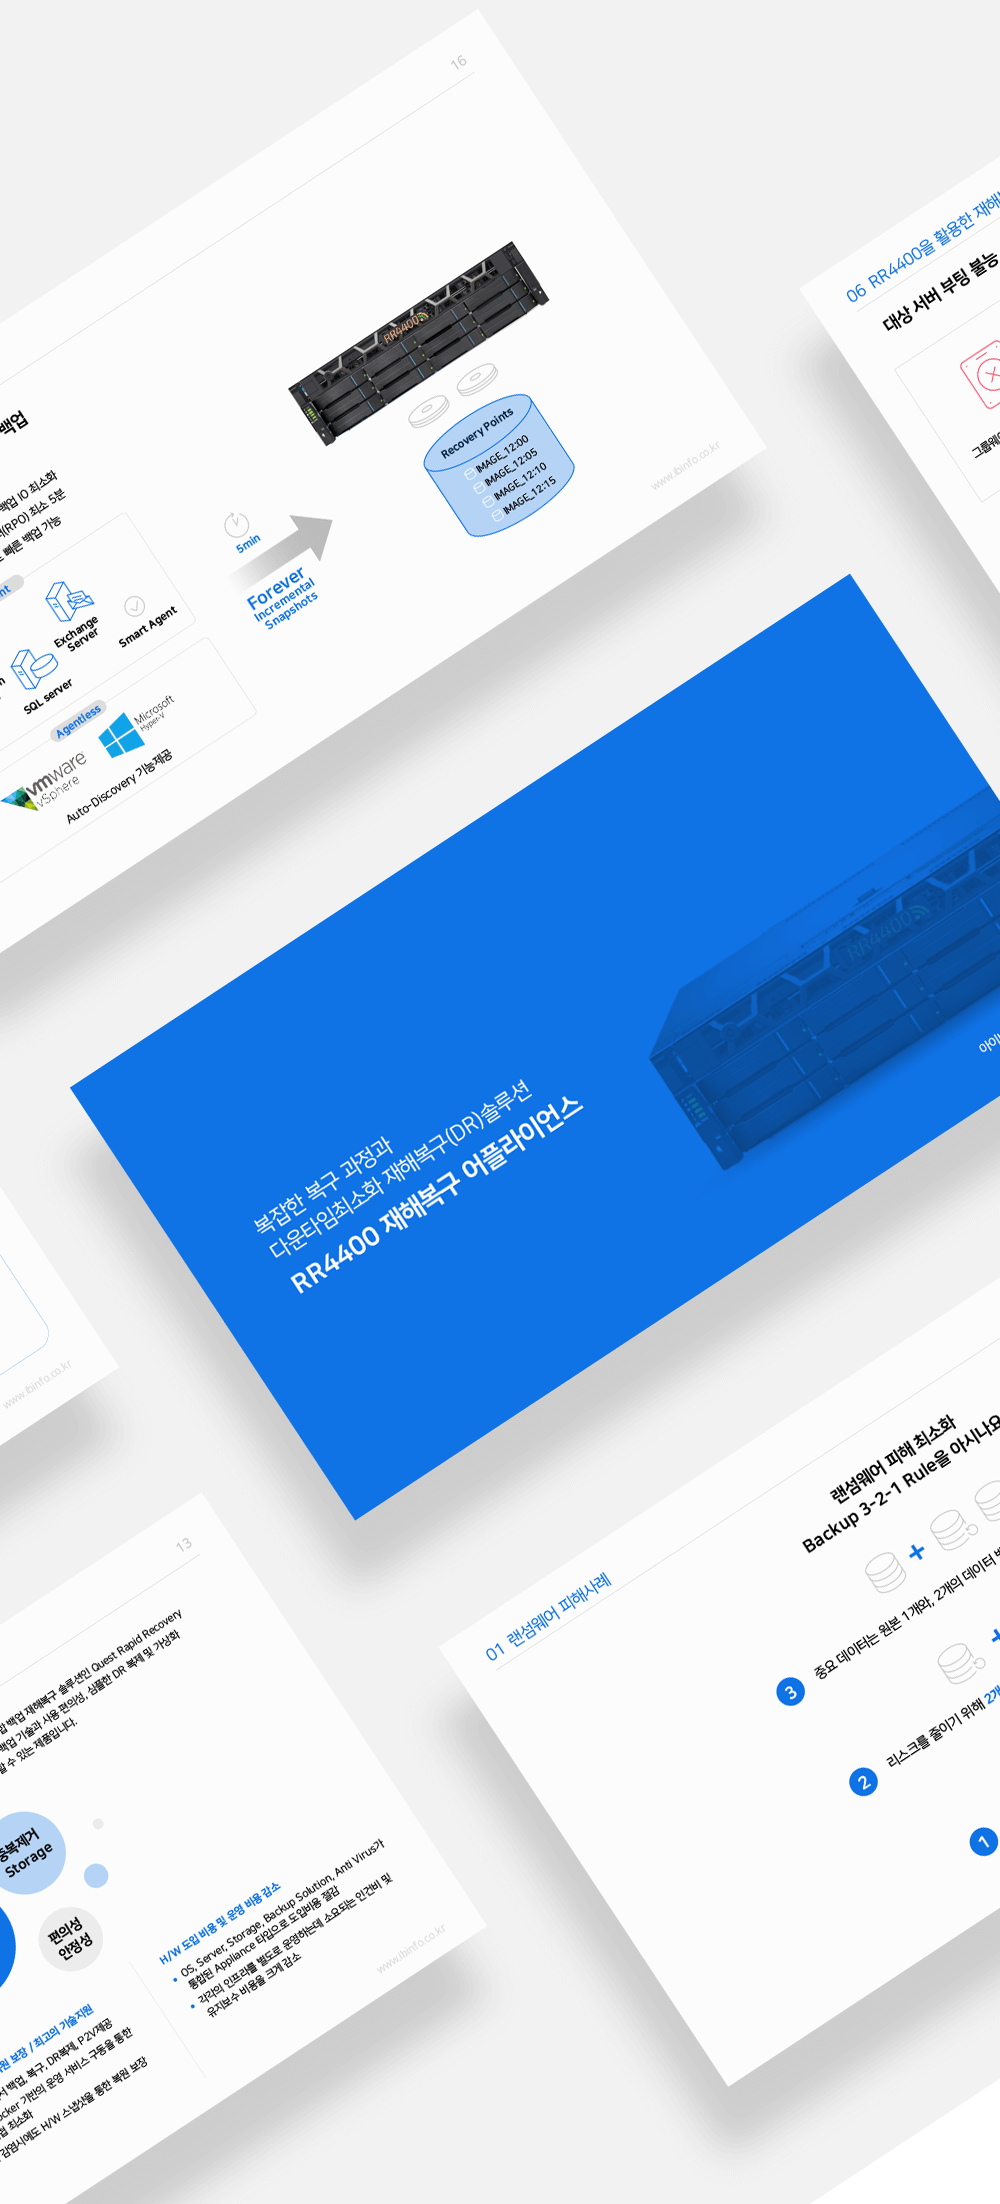 16
백업
백업 IO 최소화
(RPO) 최소 5분
빠른 백업 가능
Exchange
Server
Smart Agent
SQL server
Agentless
vmware
vSphere
Microsoft
Hyper-V
Auto-Discovery 기능제공
5min
Forever
Incremental
Snapshots
RR4400
Recovery Points
IMAGE_12:00
IMAGE_12:05
IMAGE_12:10
IMAGE_12:15
www.ibinfo.co.kr
06 RR4400을 활용한 재해
대상 서버 부팅 불능
그룹웨어
복잡한 복구 과정과
다운타임최소화 재해복구(DR)솔루션
RR4400 재해복구 어플라이언스
RR4400
www.ibinfo.co.kr
13
백업 재해복구 솔루션인 Quest Rapid Recovery
백업 기술과 사용 편의성, 심플한 DR 복제 및 가상화
수 있는 제품입니다.
중복제거
Storage
편의성
안정성
보장 / 최고의 기술지원
백업, 복구, DR복제, P2V제공
기반의 운영 서비스 구동을 통한
최소화
감염시에도 H/W 스냅샷을 통한 복원 보장
H/W 도입 비용 및 운영 비용 감소
• OS, Server, Storage, Backup Solution, Anti Virus가
통합된 Appliance 타입으로 도입비용 절감
• 각각의 인프라를 별도로 운영하는데 소요되는 인건비 및
유지보수 비용을 크게 감소
www.ibinfo.co.kr
01 랜섬웨어 피해사례
랜섬웨어 피해 최소화
Backup 3-2-1 Rule을 아시나요
3 중요 데이터는 원본 1개와, 2개의 데이터
2 리스크를 줄이기 위해 2개
1